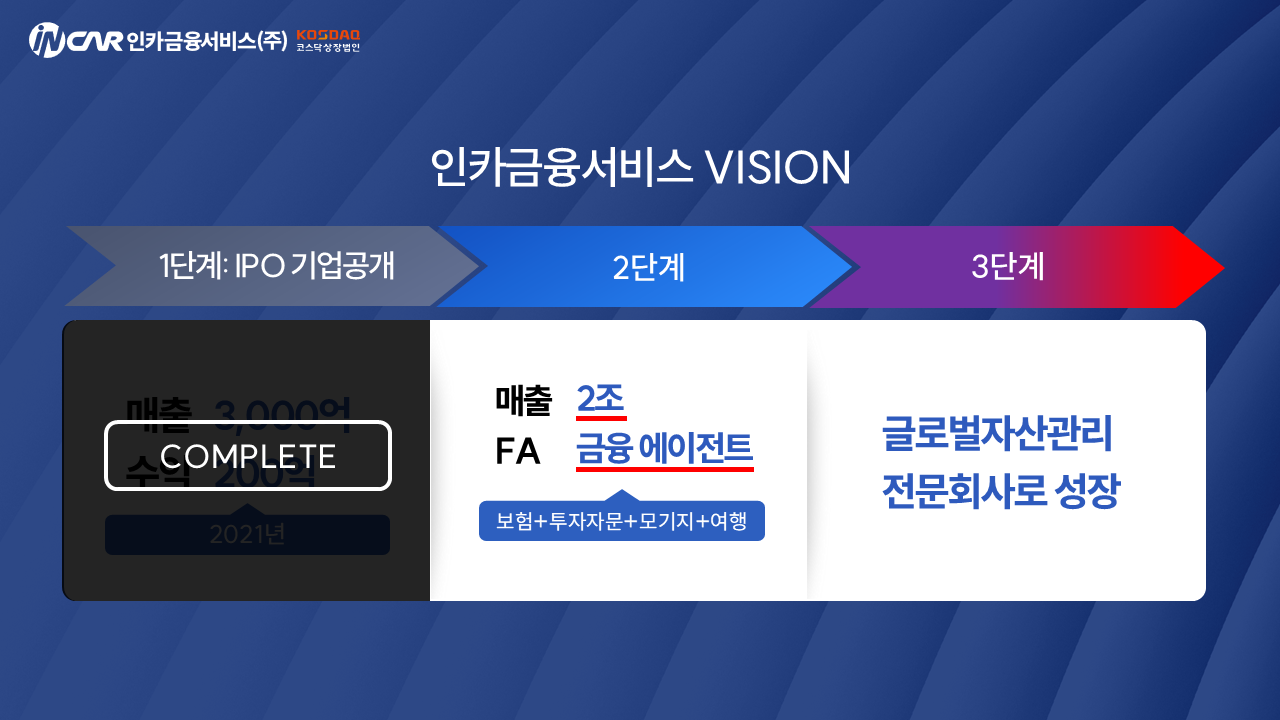 iNCAR 인카금융서비스(주) KOSDAQ 코스닥상장법인
인카금융서비스 VISION
1단계: IPO 기업공개
2단계
3단계
매출 3,000억
수익 200억
COMPLETE
2021년
매출 2조
FA 금융 에이전트
보험+투자자문+모기지+여행
글로벌자산관리
전문회사로 성장